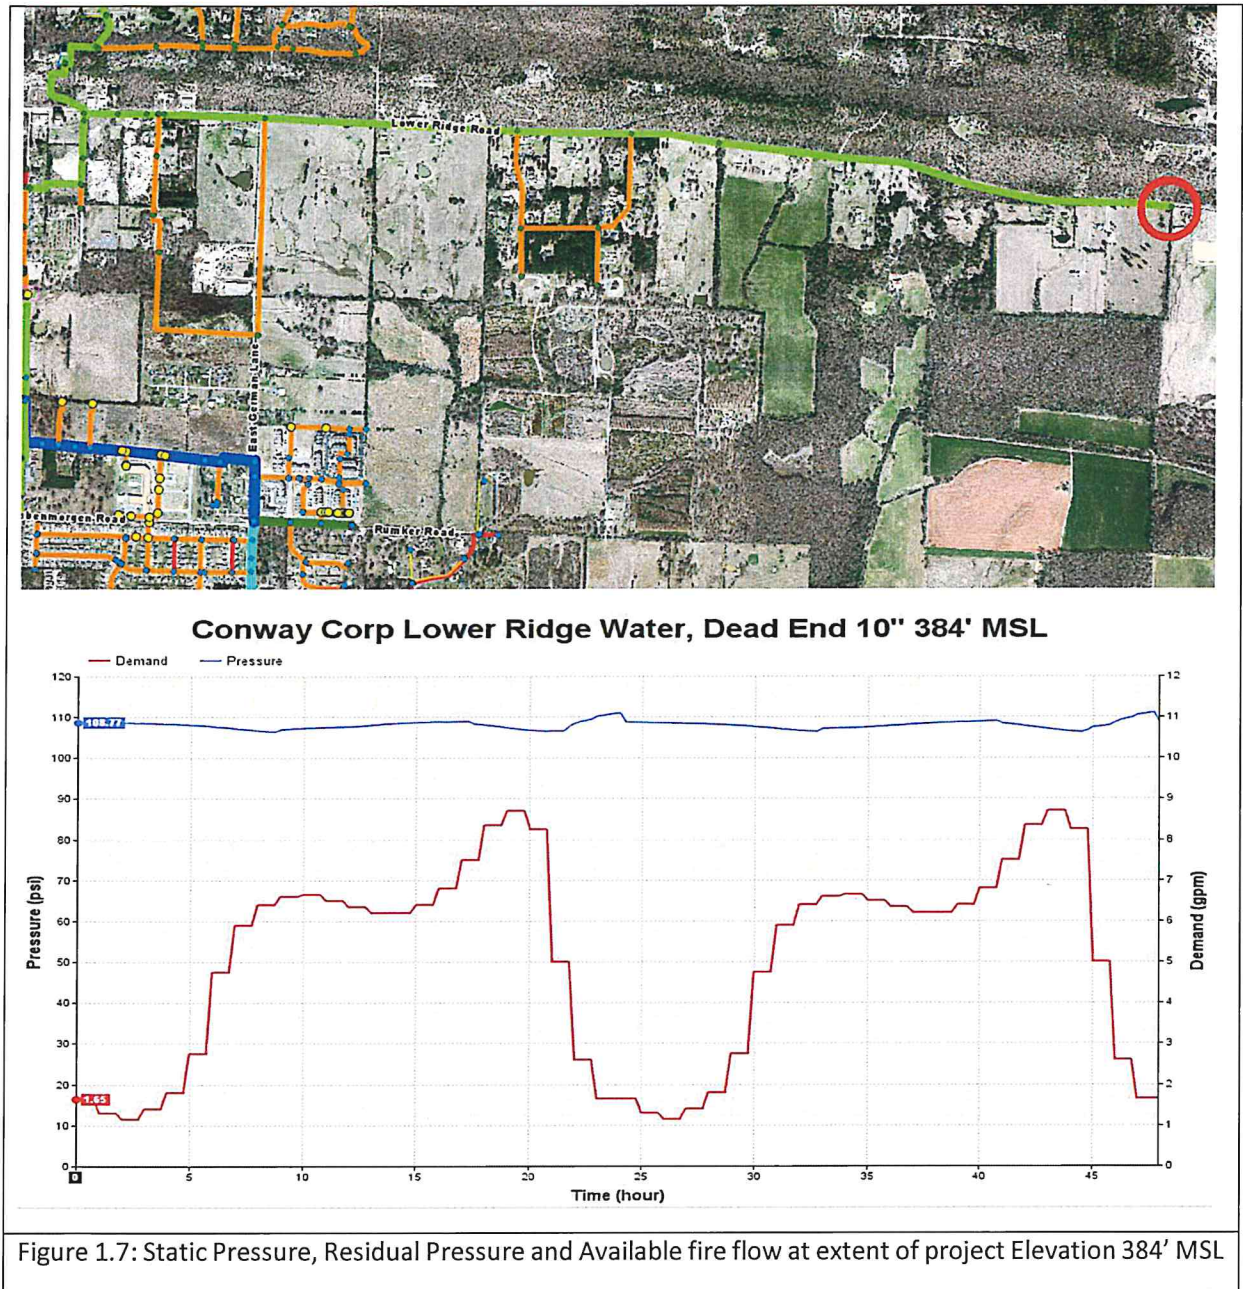 Lower Ridge Road
East German Lane
Rumker Road
Conway Corp Lower Ridge Water, Dead End 10" 384' MSL
Demand Pressure
120
110
100
90
80
70
60
50
40
30
20
10
0
Pressure (psi)
108.77
1.65
12
11
10
9
8
7
6
5
4
3
2
1
0
Demand (gpm)
0 5 10 15 20 25 30 35 40 45
Time (hour)
Figure 1.7: Static Pressure, Residual Pressure and Available fire flow at extent of project Elevation 384' MSL